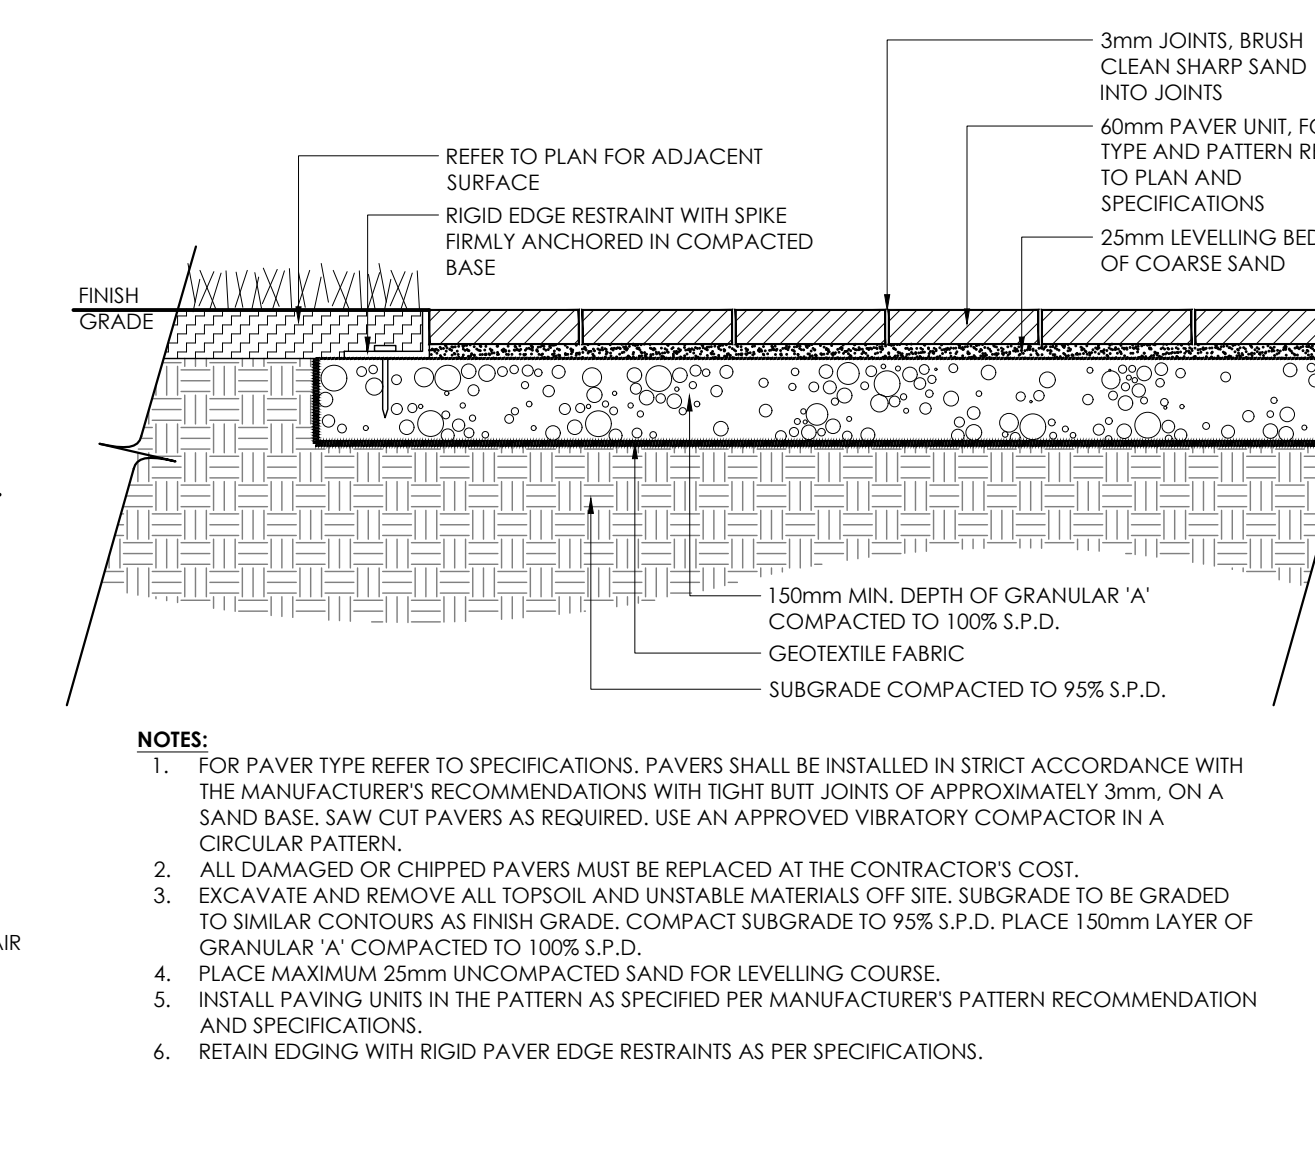 3mm JOINTS, BRUSH
CLEAN SHARP SAND
INTO JOINTS
60mm PAVER UNIT,
TYPE AND PATTERN
TO PLAN AND
SPECIFICATIONS
25mm LEVELLING BED
OF COARSE SAND
REFER TO PLAN FOR ADJACENT
SURFACE
RIGID EDGE RESTRAINT WITH SPIKE
FIRMLY ANCHORED IN COMPACTED
BASE
FINISH
GRADE
150mm MIN. DEPTH OF GRANULAR 'A'
COMPACTED TO 100% S.P.D.
GEOTEXTILE FABRIC
SUBGRADE COMPACTED TO 95% S.P.D.
NOTES:
1. FOR PAVER TYPE REFER TO SPECIFICATIONS. PAVERS SHALL BE INSTALLED IN STRICT ACCORDANCE WITH
THE MANUFACTURER'S RECOMMENDATIONS WITH TIGHT BUTT JOINTS OF APPROXIMATELY 3mm, ON A
SAND BASE. SAW CUT PAVERS AS REQUIRED. USE AN APPROVED VIBRATORY COMPACTOR IN A
CIRCULAR PATTERN.
2. ALL DAMAGED OR CHIPPED PAVERS MUST BE REPLACED AT THE CONTRACTOR'S COST.
3. EXCAVATE AND REMOVE ALL TOPSOIL AND UNSTABLE MATERIALS OFF SITE. SUBGRADE TO BE GRADED
TO SIMILAR CONTOURS AS FINISH GRADE. COMPACT SUBGRADE TO 95% S.P.D. PLACE 150mm LAYER OF
GRANULAR 'A' COMPACTED TO 100% S.P.D.
4. PLACE MAXIMUM 25mm UNCOMPACTED SAND FOR LEVELLING COURSE.
5. INSTALL PAVING UNITS IN THE PATTERN AS SPECIFIED PER MANUFACTURER'S PATTERN RECOMMENDATION
AND SPECIFICATIONS.
6. RETAIN EDGING WITH RIGID PAVER EDGE RESTRAINTS AS PER SPECIFICATIONS.